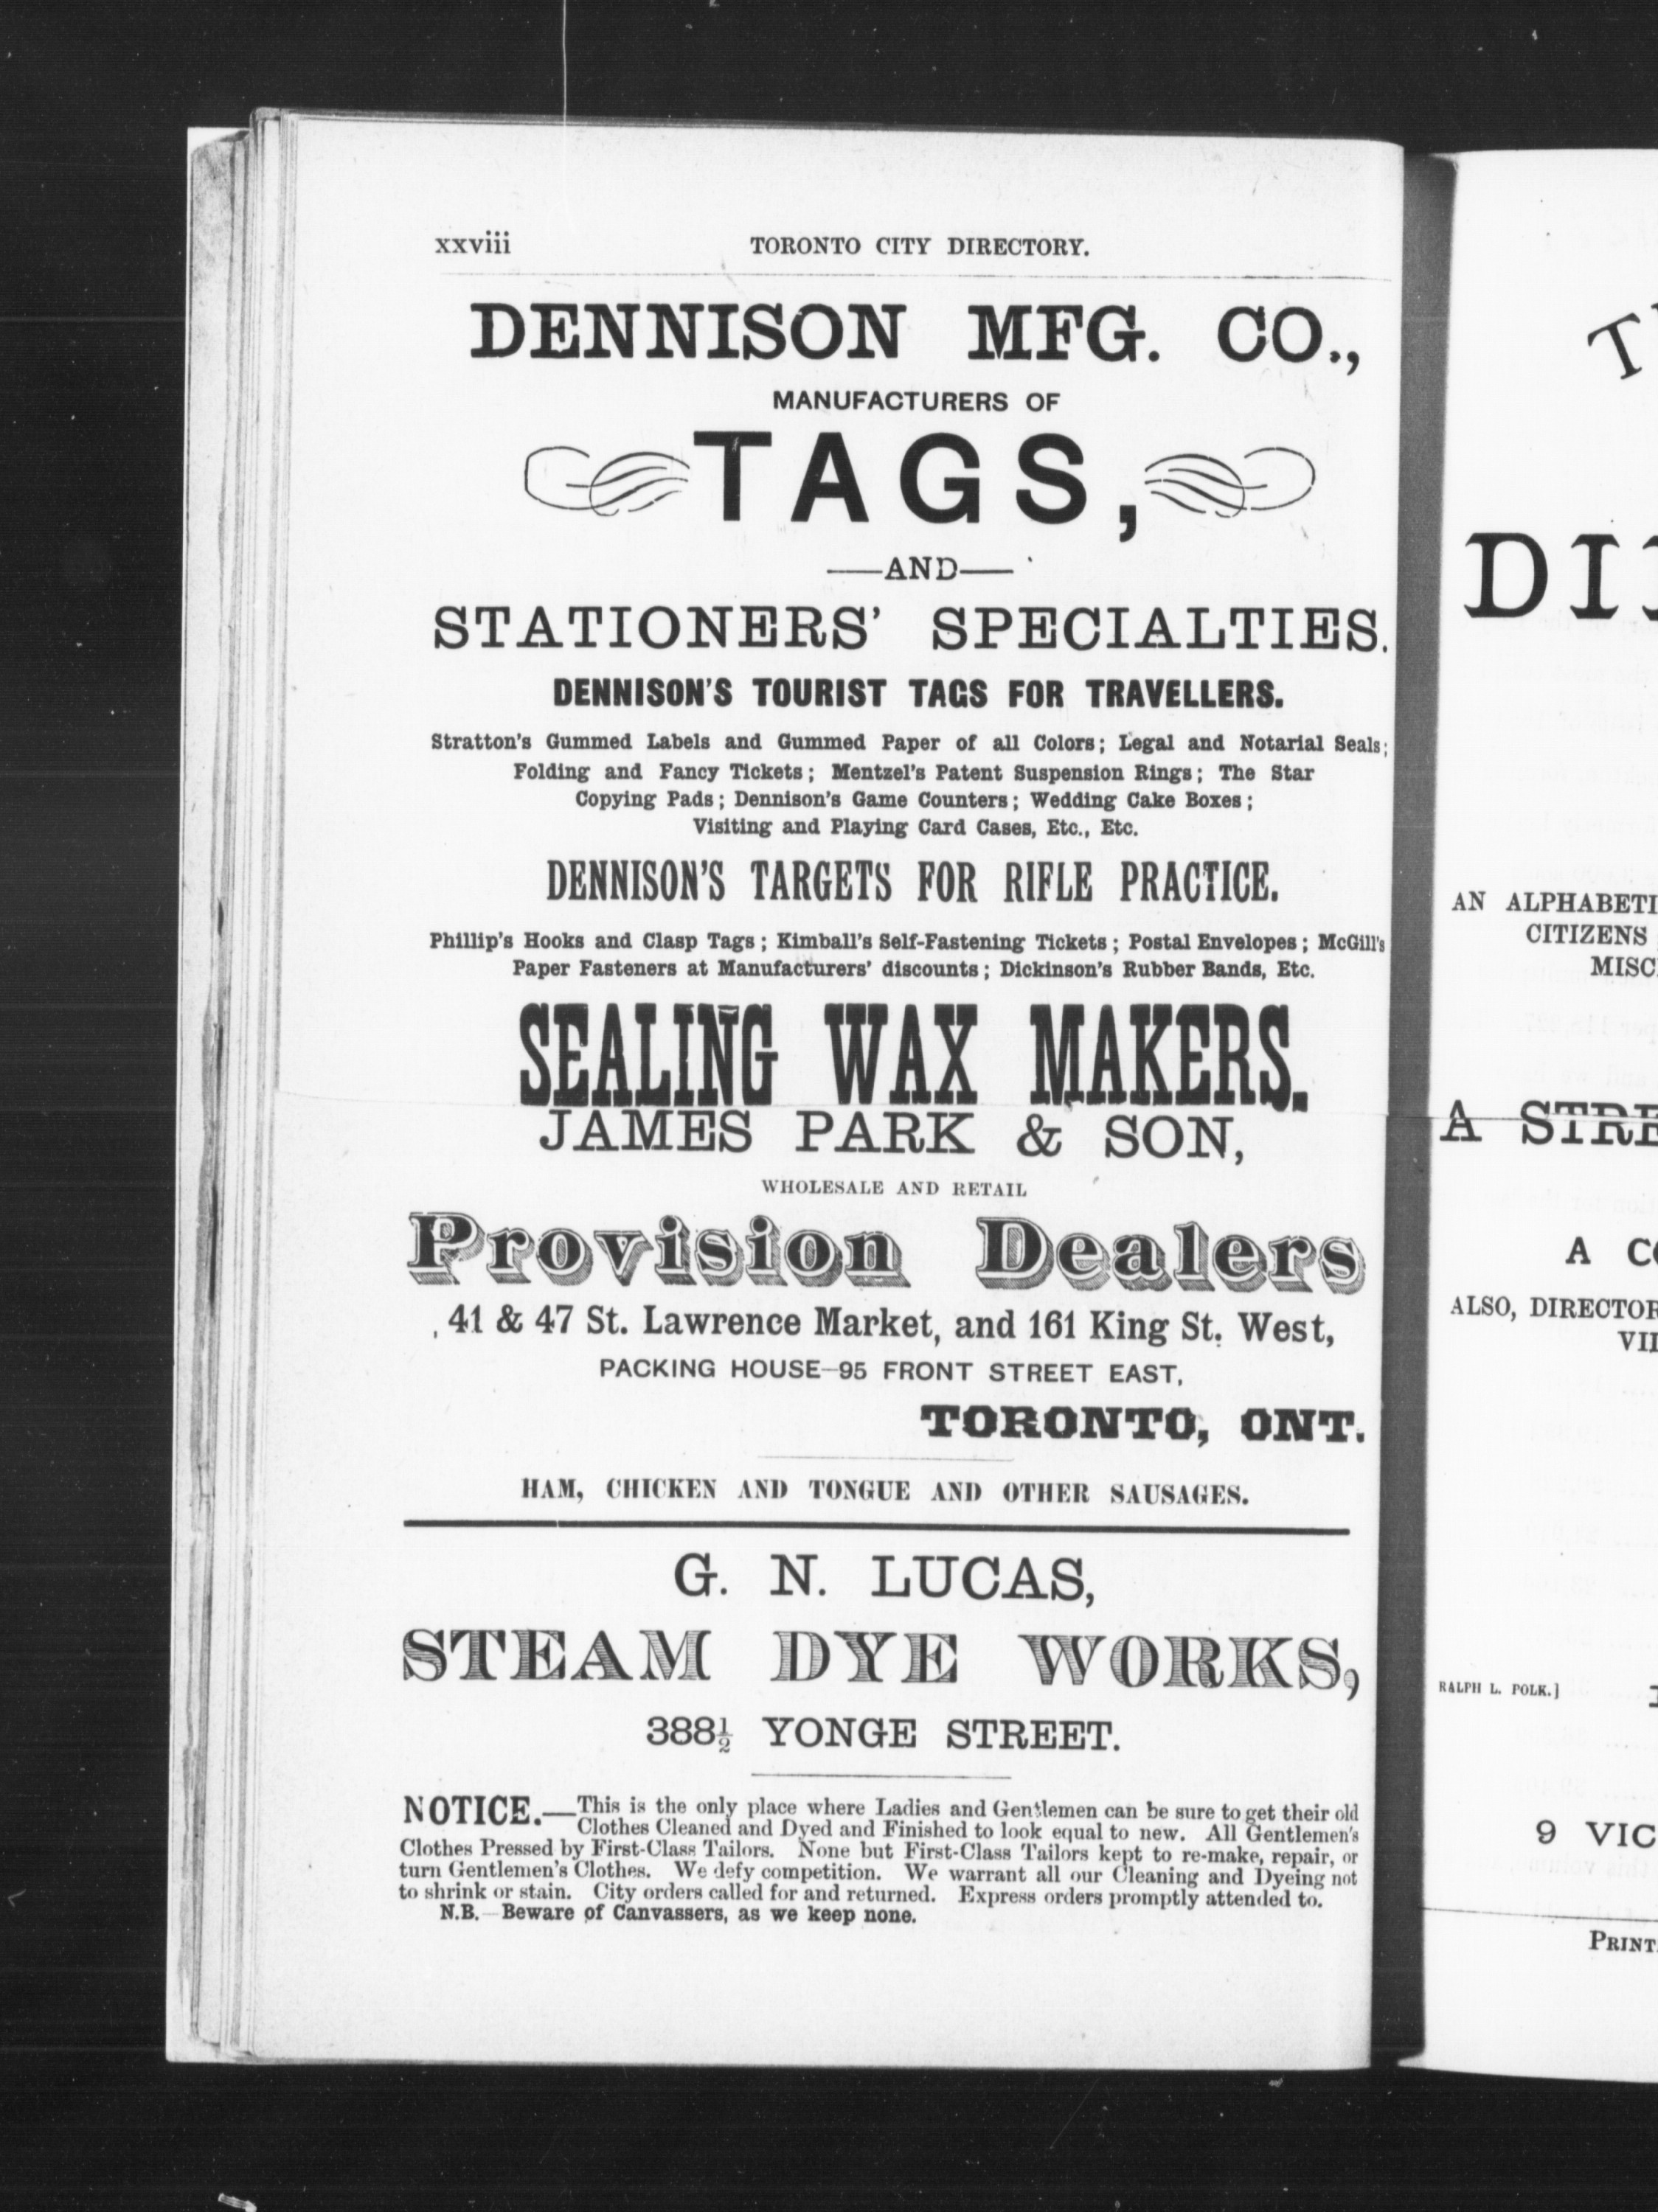 xxviii TORONTO CITY DIRECTORY.
DENNISON MFG. CO.,
MANUFACTURERS OF
TAGS,
—AND—
STATIONERS' SPECIALTIES.
DENNISON'S TOURIST TAGS FOR TRAVELLERS.
Stratton's Gummed Labels and Gummed Paper of all Colors; Legal and Notarial Seals;
Folding and Fancy Tickets; Mentzel's Patent Suspension Rings; The Star
Copying Pads; Dennison's Game Counters; Wedding Cake Boxes;
Visiting and Playing Card Cases, Etc., Etc.
DENNISON'S TARGETS FOR RIFLE PRACTICE.
Phillip's Hooks and Clasp Tags; Kimball's Self-Fastening Tickets; Postal Envelopes; McGill's
Paper Fasteners at Manufacturers' discounts; Dickinson's Rubber Bands, Etc.
SEALING WAX MAKERS.
JAMES PARK & SON,
WHOLESALE AND RETAIL
Provision Dealers
41 & 47 St. Lawrence Market, and 161 King St. West,
PACKING HOUSE—95 FRONT STREET EAST,
TORONTO, ONT.
HAM, CHICKEN AND TONGUE AND OTHER SAUSAGES.
G. N. LUCAS,
STEAM DYE WORKS,
388½ YONGE STREET.
NOTICE.—This is the only place where Ladies and Gentlemen can be sure to get their old
Clothes Cleaned and Dyed and Finished to look equal to new. All Gentlemen's
Clothes Pressed by First-Class Tailors. None but First-Class Tailors kept to re-make, repair, or
turn Gentlemen's Clothes. We defy competition. We warrant all our Cleaning and Dyeing not
to shrink or stain. City orders called for and returned. Express orders promptly attended to.
N.B.—Beware of Canvassers, as we keep none.
AN ALPHABETI
CITIZENS
MISC
A STRE
A CO
ALSO, DIRECTOR
VII
RALPH L. POLK.]
9 VIC
PRINT